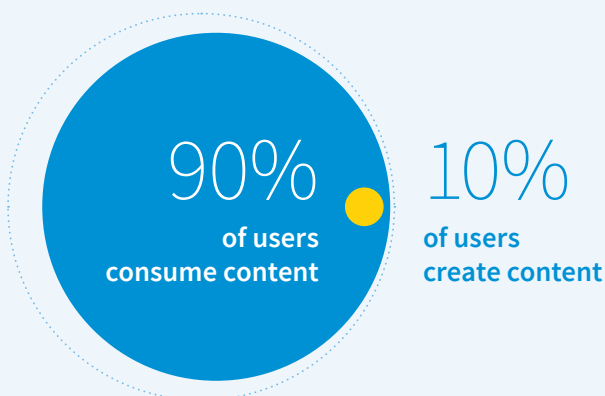 90%
of users
consume content
10%
of users
create content